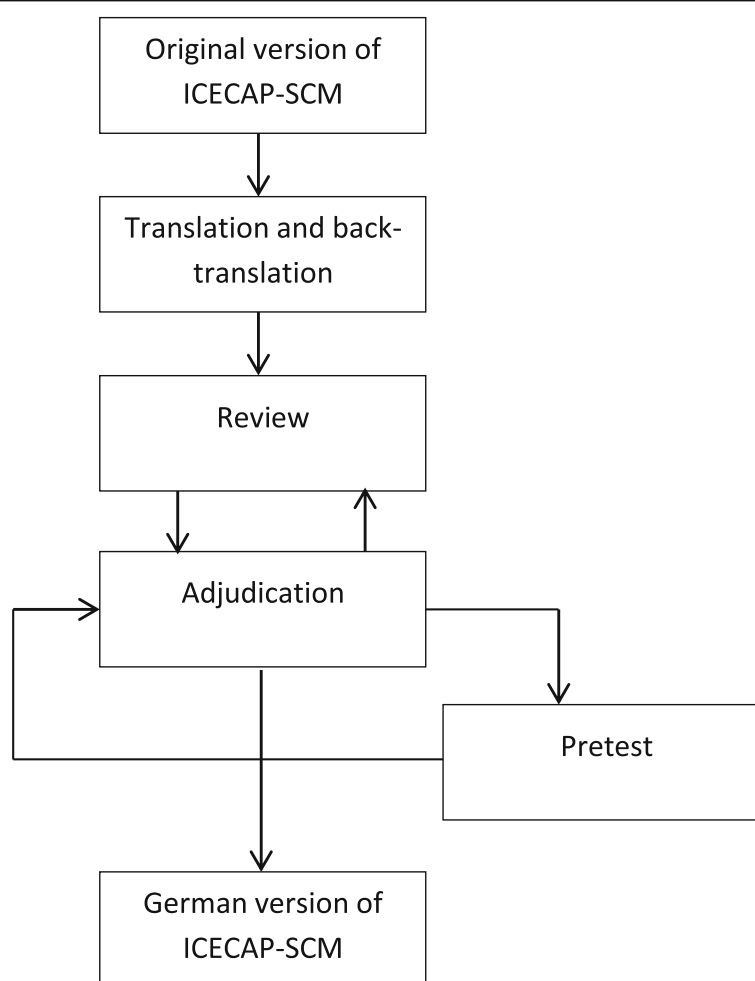 Original version of
ICECAP-SCM
Translation and back-
translation
Review
Adjudication
Pretest
German version of
ICECAP-SCM